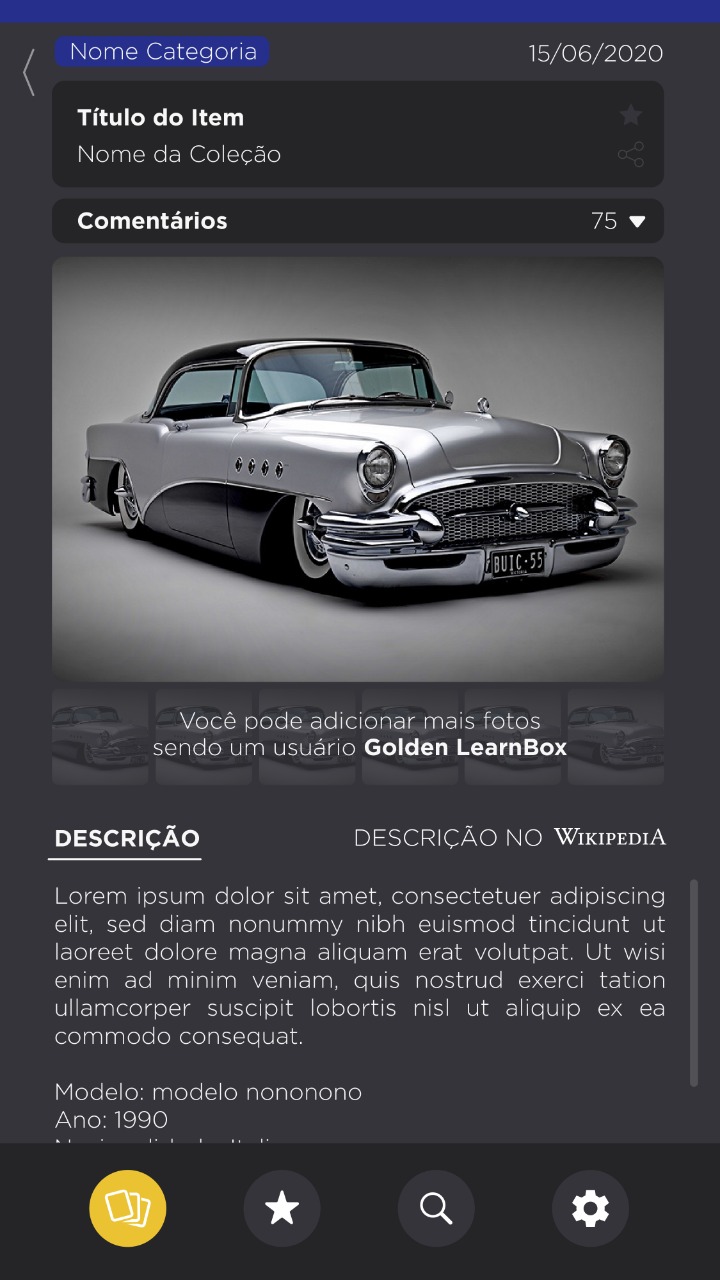 Nome Categoria
15/06/2020
Título do Item
Nome da Coleção
Comentários
75
BUIC·55
Você pode adicionar mais fotos
sendo um usuário Golden LearnBox
DESCRIÇÃO
DESCRIÇÃO NO WIKIPEDIA
Lorem ipsum dolor sit amet, consectetuer adipiscing
elit, sed diam nonummy nibh euismod tincidunt ut
laoreet dolore magna aliquam erat volutpat. Ut wisi
enim ad minim veniam, quis nostrud exerci tation
ullamcorper suscipit lobortis nisl ut aliquip ex ea
commodo consequat.
Modelo: modelo nononono
Ano: 1990